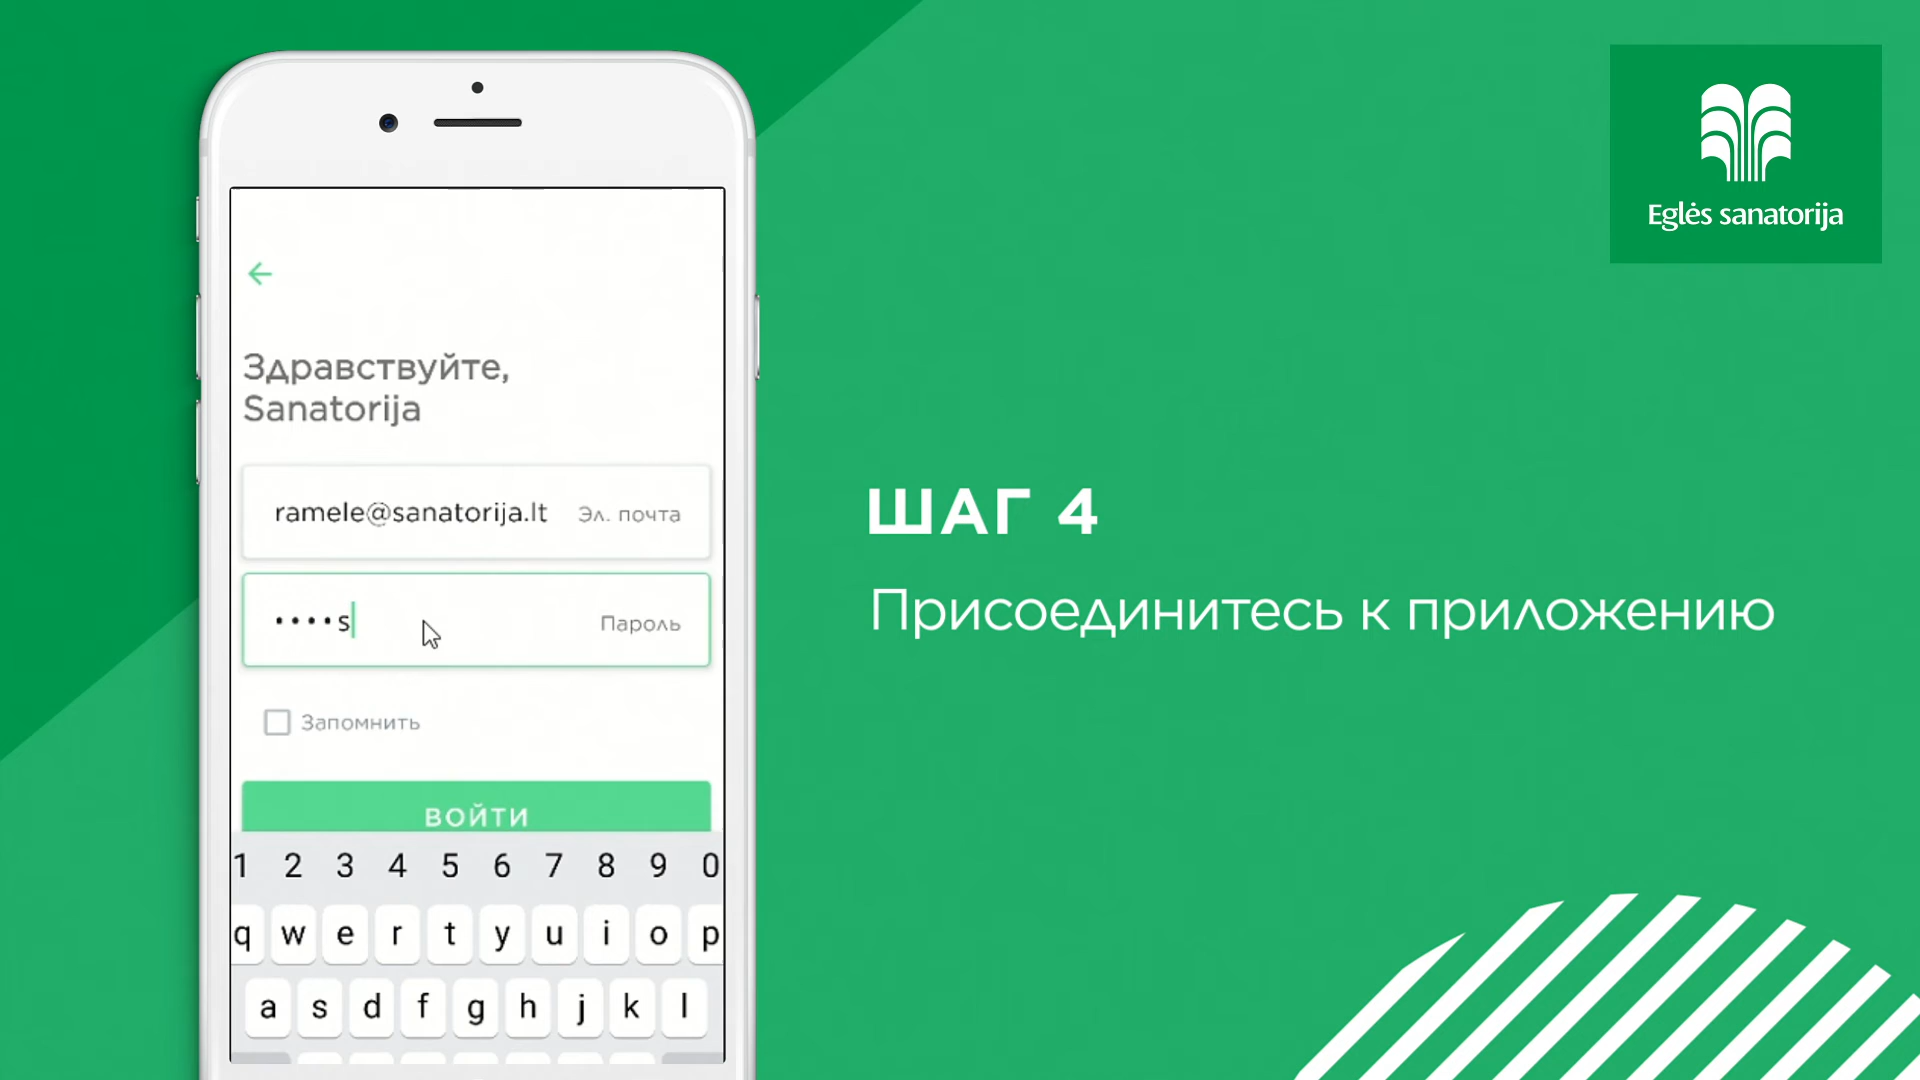 Eglės sanatorija
Здравствуйте,
Sanatorija
ramele@sanatorija.lt Эл. почта
••••s Пароль
Запомнить
ВОЙТИ
1 2 3 4 5 6 7 8 9 0
q w e r t y u i o p
a s d f g h j k l
ШАГ 4
Присоединитесь к приложению